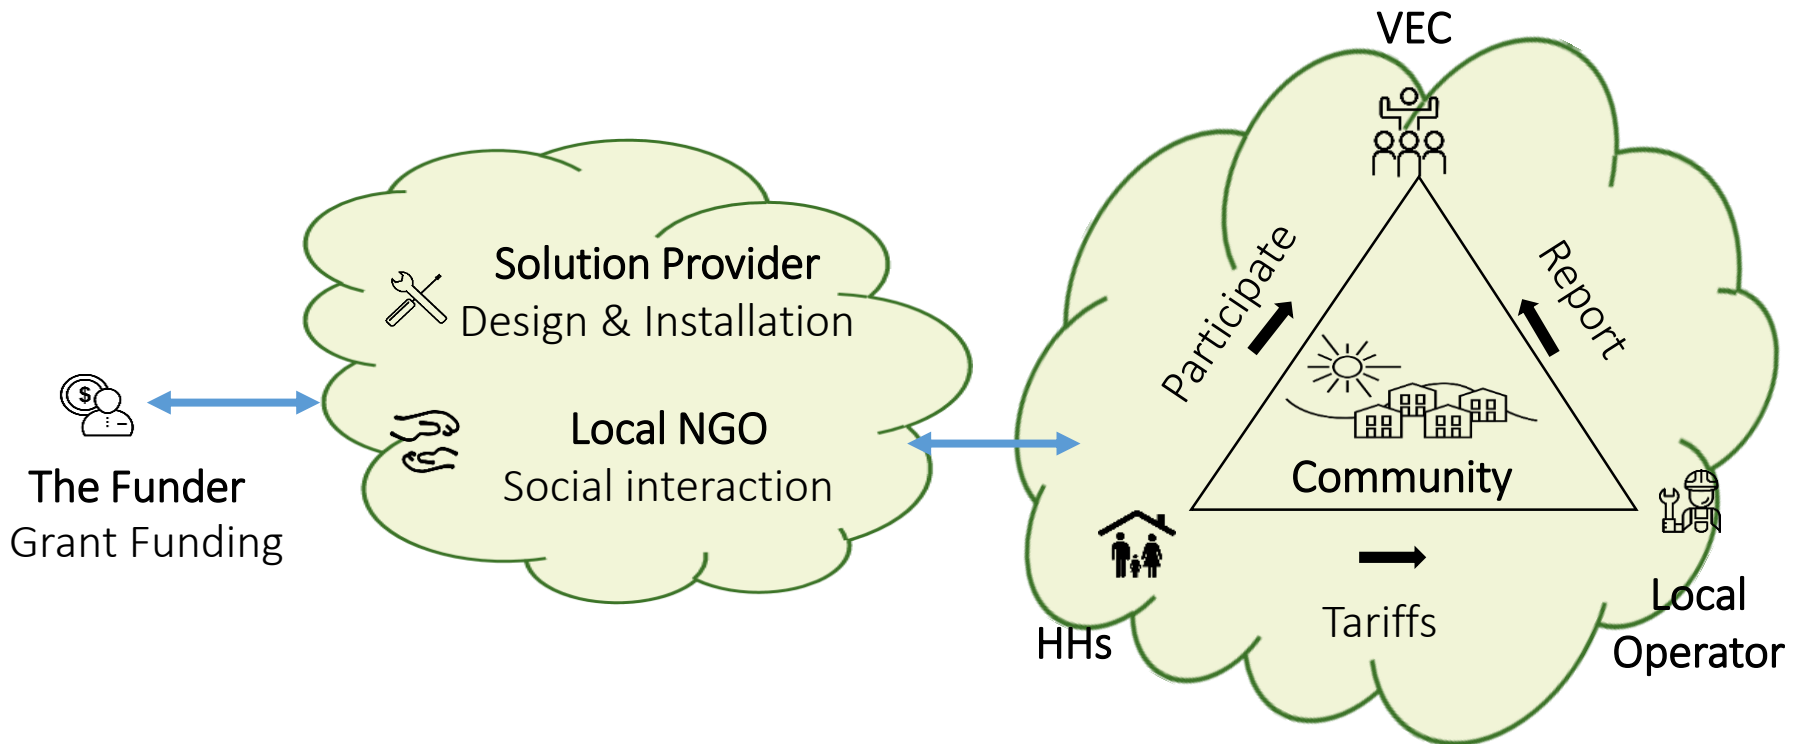 The Funder
Grant Funding
Solution Provider
Design & Installation
Local NGO
Social interaction
VEC
Participate
Report
$
Community
HHs
Tariffs
Local
Operator